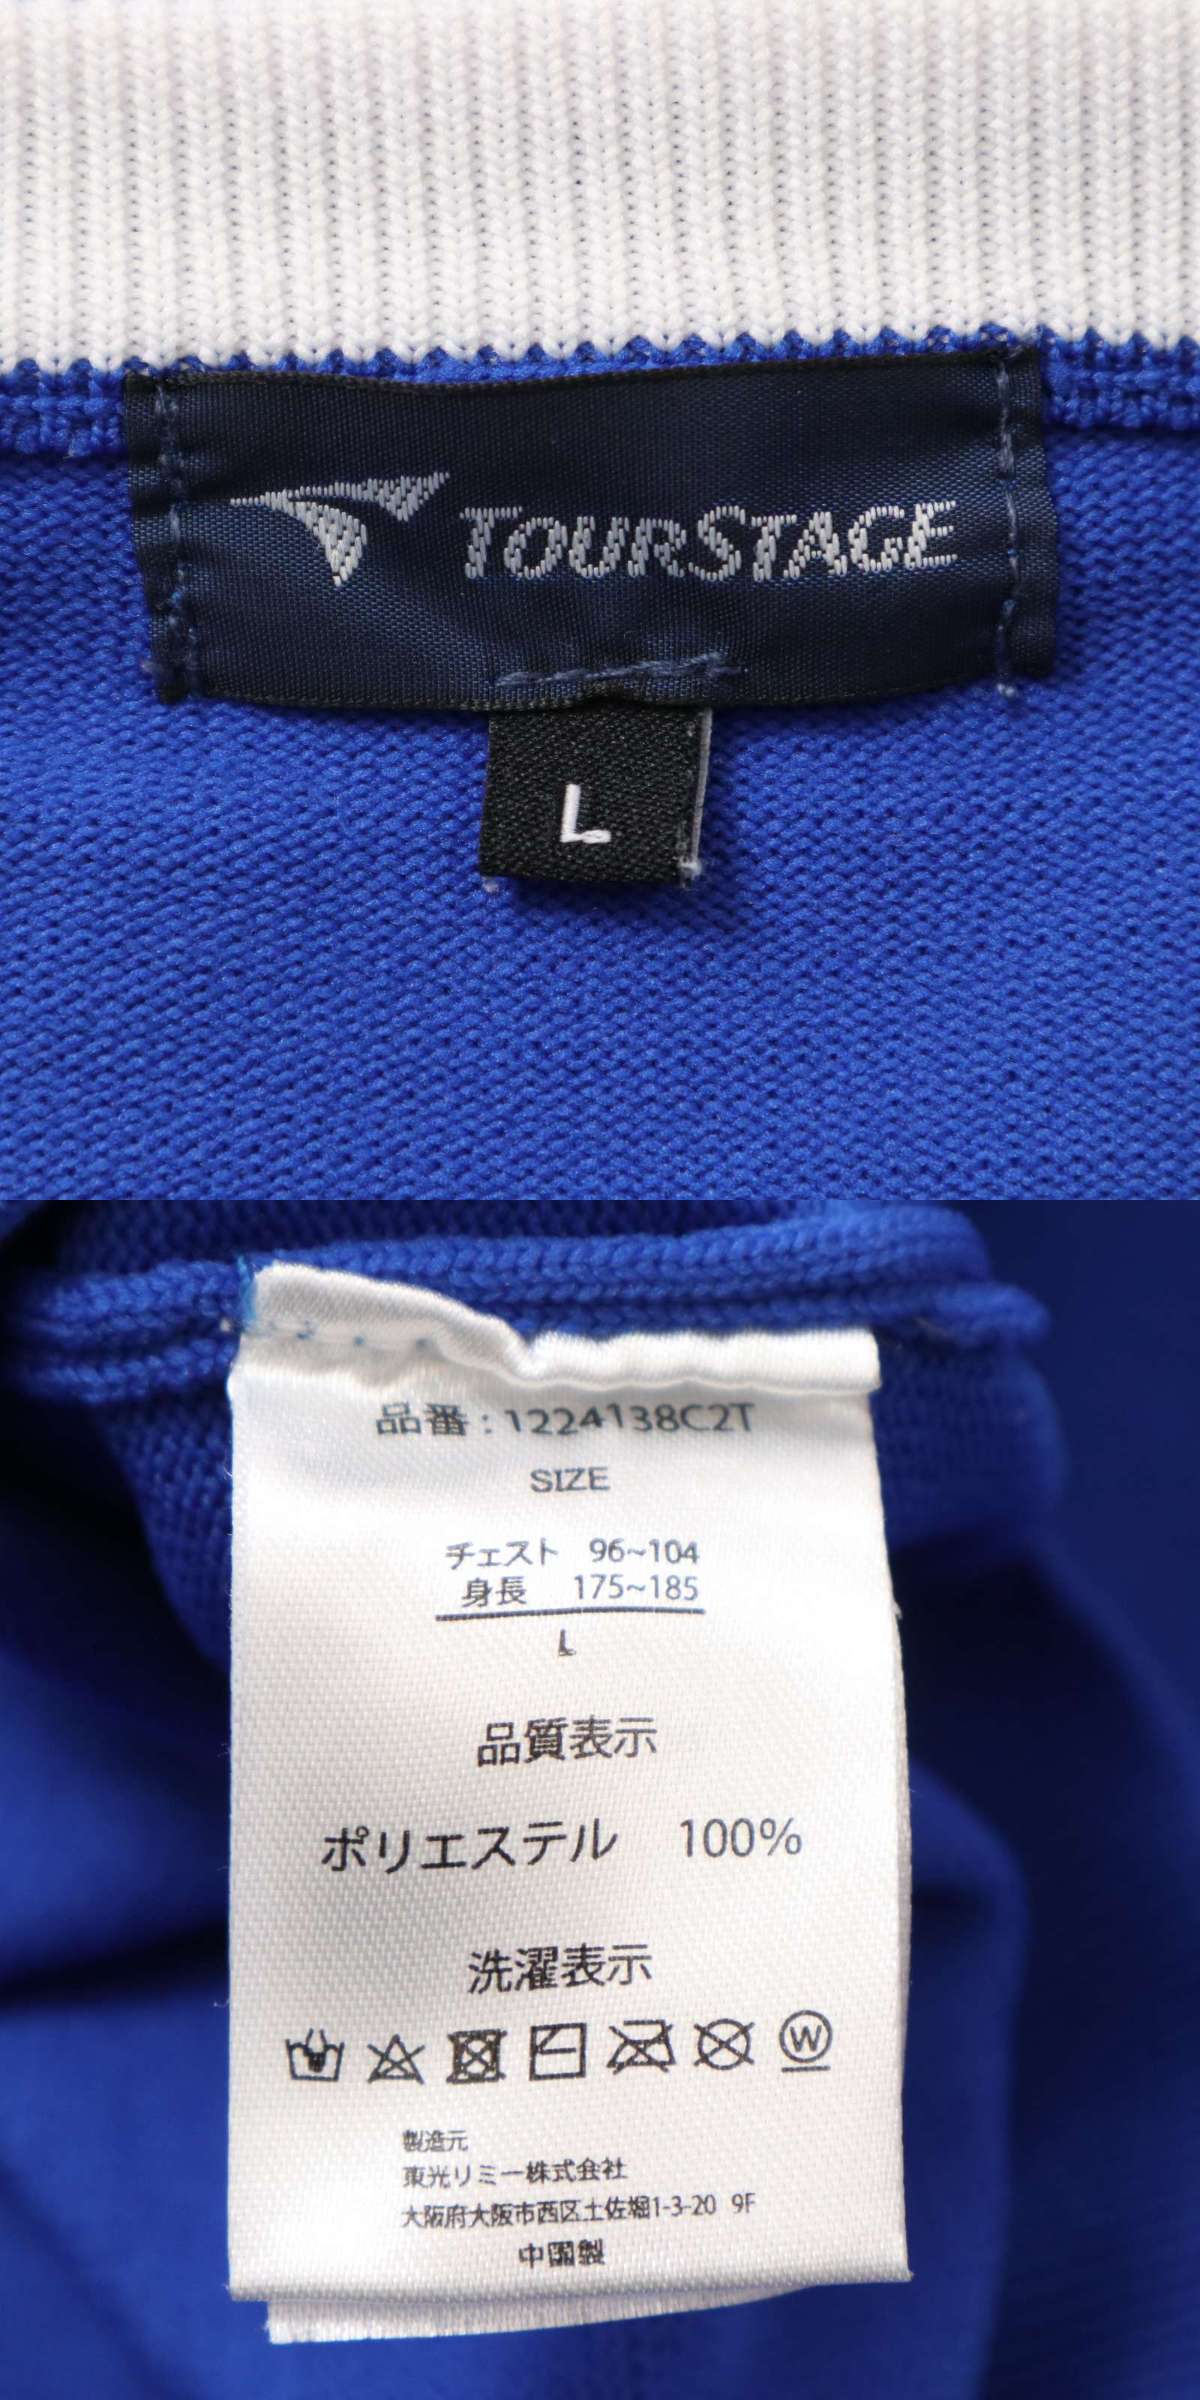 TOURSTAGE
L
品番：1224138C2T
SIZE
チェスト 96~104
身長 175~185
L
品質表示
ポリエステル 100%
洗濯表示
W
製造元
東光リミー株式会社
大阪府大阪市西区土佐堀1-3-20 9F
中国製